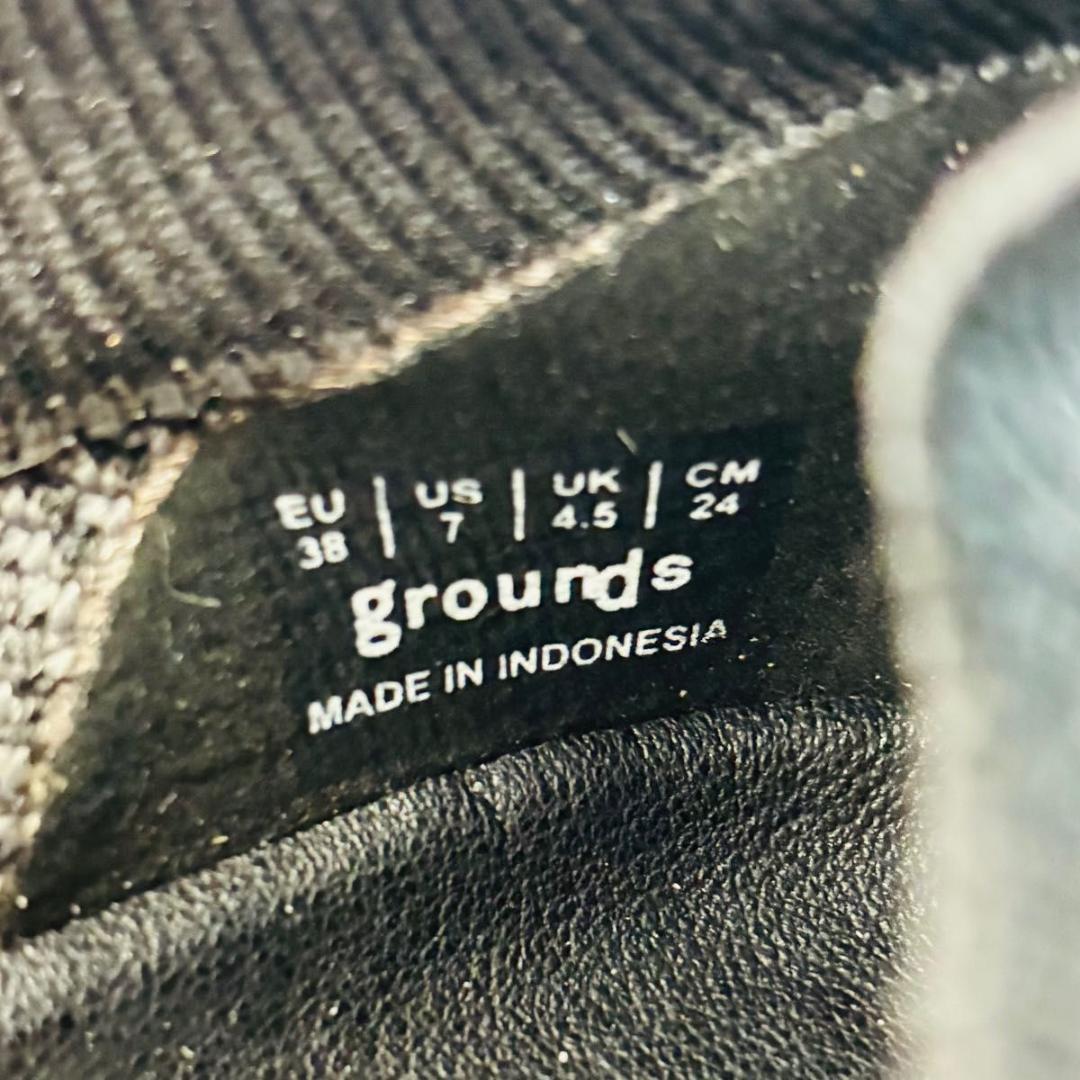 EU | US | UK | CM
38 | 7 | 4.5 | 24
grounds
MADE IN INDONESIA